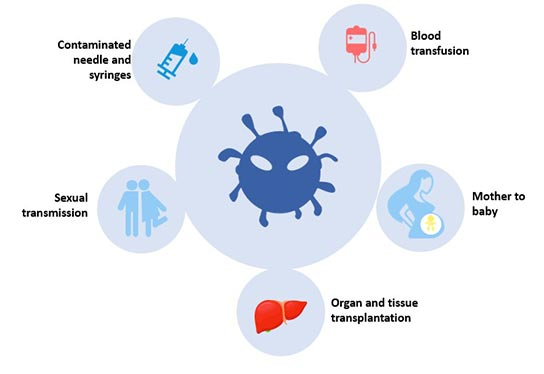 Contaminated
needle and
syringes
Blood
transfusion
Sexual
transmission
Mother to
baby
Organ and tissue
transplantation